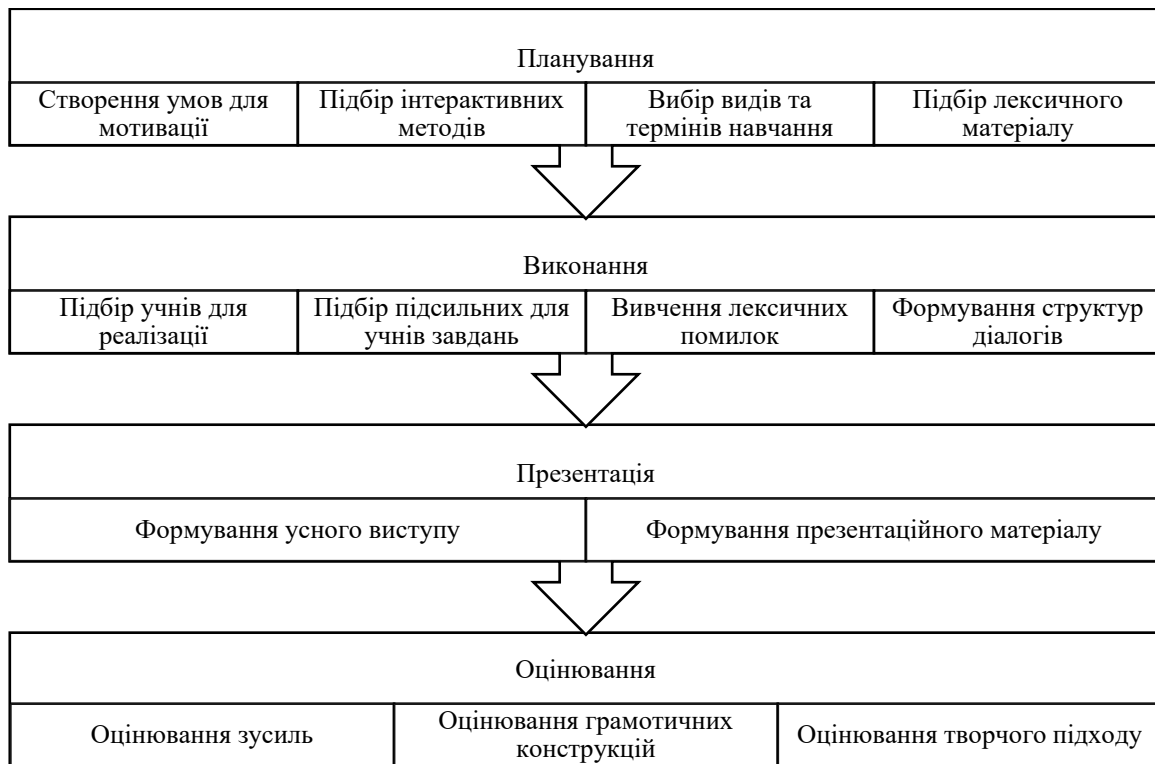 Планування
Створення умов для
мотивації
Підбір інтерактивних
методів
Вибір видів та
термінів навчання
Підбір лексичного
матеріалу
Виконання
Підбір учнів для
реалізації
Підбір підсильних для
учнів завдань
Вивчення лексичних
помилок
Формування структур
діалогів
Презентація
Формування усного виступу
Формування презентаційного матеріалу
Оцінювання
Оцінювання зусиль
Оцінювання грамотичних
конструкцій
Оцінювання творчого підходу